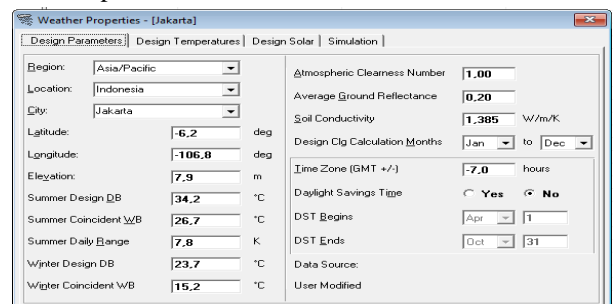 Weather Properties - [Jakarta]
Design Parameters Design Temperatures Design Solar Simulation
Region: Asia/Pacific
Location: Indonesia
City: Jakarta
Latitude: -6,2 deg
Longitude: -106,8 deg
Elevation: 7,9 m
Summer Design DB 34,2 °C
Summer Coincident WB 26,7 °C
Summer Daily Range 7,8 K
Winter Design DB 23,7 °C
Winter Coincident WB 15,2 °C
Atmospheric Clearness Number 1,00
Average Ground Reflectance 0,20
Soil Conductivity 1,385 W/m/K
Design Clg Calculation Months Jan to Dec
Time Zone (GMT +/-) -7,0 hours
Daylight Savings Time Yes No
DST Begins Apr 1
DST Ends Oct 31
Data Source:
User Modified